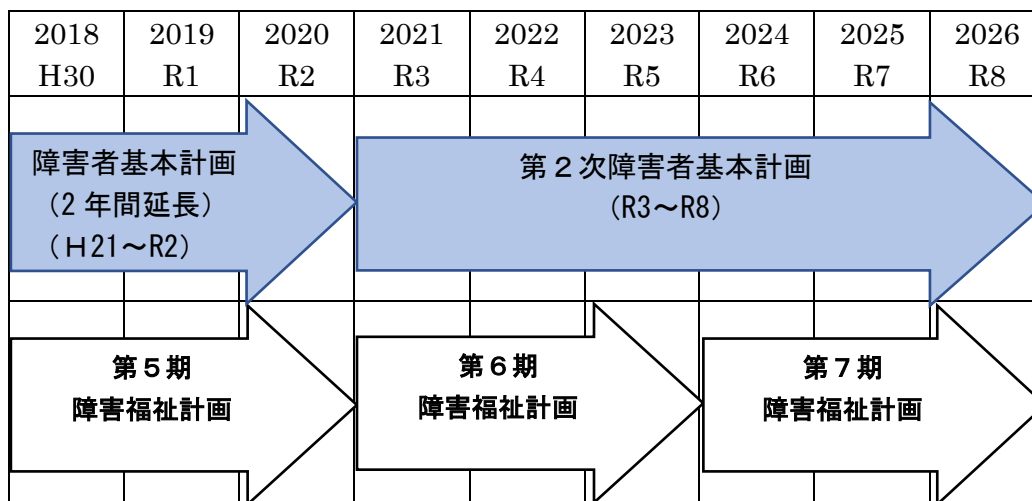 2018 2019 2020 2021 2022 2023 2024 2025 2026
H30 R1 R2 R3 R4 R5 R6 R7 R8
障害者基本計画
（2 年間延長）
（Ｈ21～R2）
第２次障害者基本計画
（R3～R8）
第５期
障害福祉計画
第６期
障害福祉計画
第７期
障害福祉計画